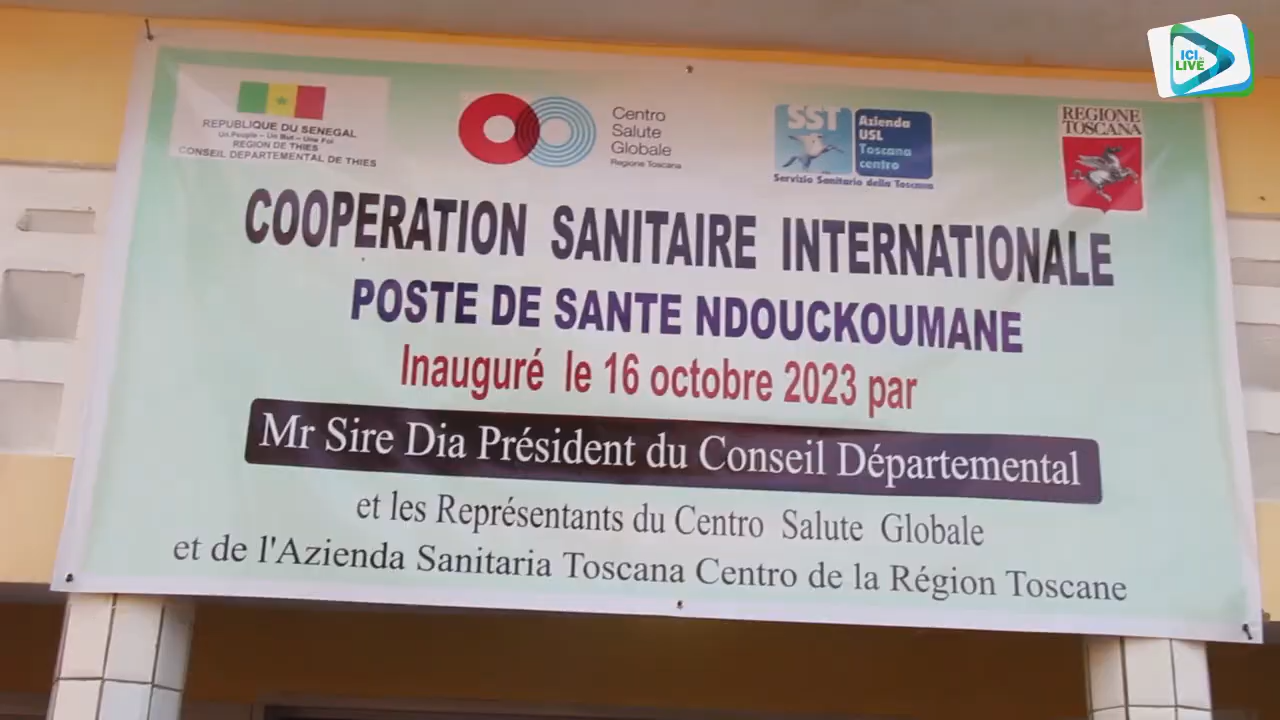 ICI
LIVE
REPUBLIQUE DU SENEGAL
Un Peuple – Un But – Une Foi
REGION DE THIES
CONSEIL DEPARTEMENTAL DE THIES
Centro
Salute
Globale
Regione Toscana
SST
Azienda
USL
Toscana
centro
Servizio Sanitario della Toscana
REGIONE
TOSCANA
COOPERATION SANITAIRE INTERNATIONALE
POSTE DE SANTE NDOUCKOUMANE
Inauguré le 16 octobre 2023 par
Mr Sire Dia Président du Conseil Départemental
et les Représentants du Centro Salute Globale
et de l'Azienda Sanitaria Toscana Centro de la Région Toscane